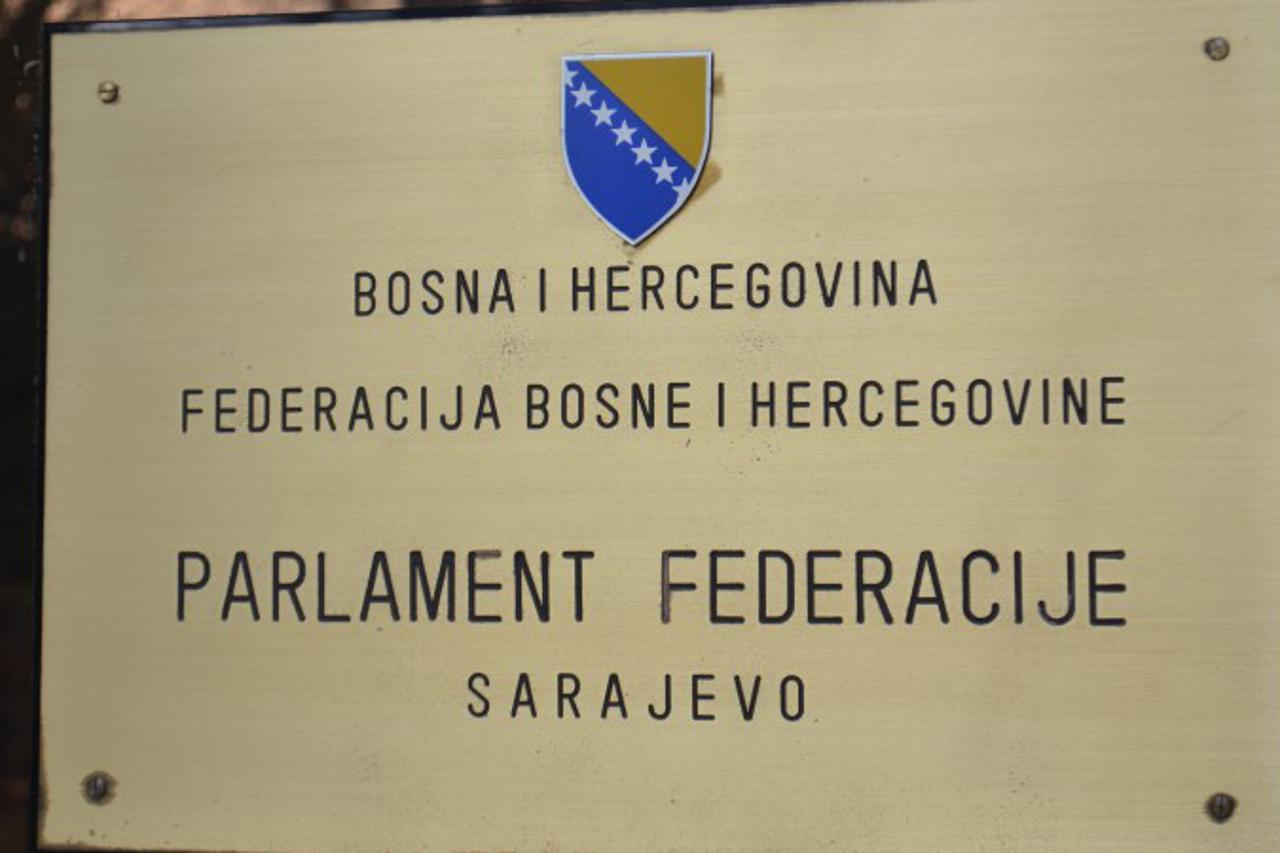 BOSNA I HERCEGOVINA
FEDERACIJA BOSNE I HERCEGOVINE
PARLAMENT FEDERACIJE
SARAJEVO